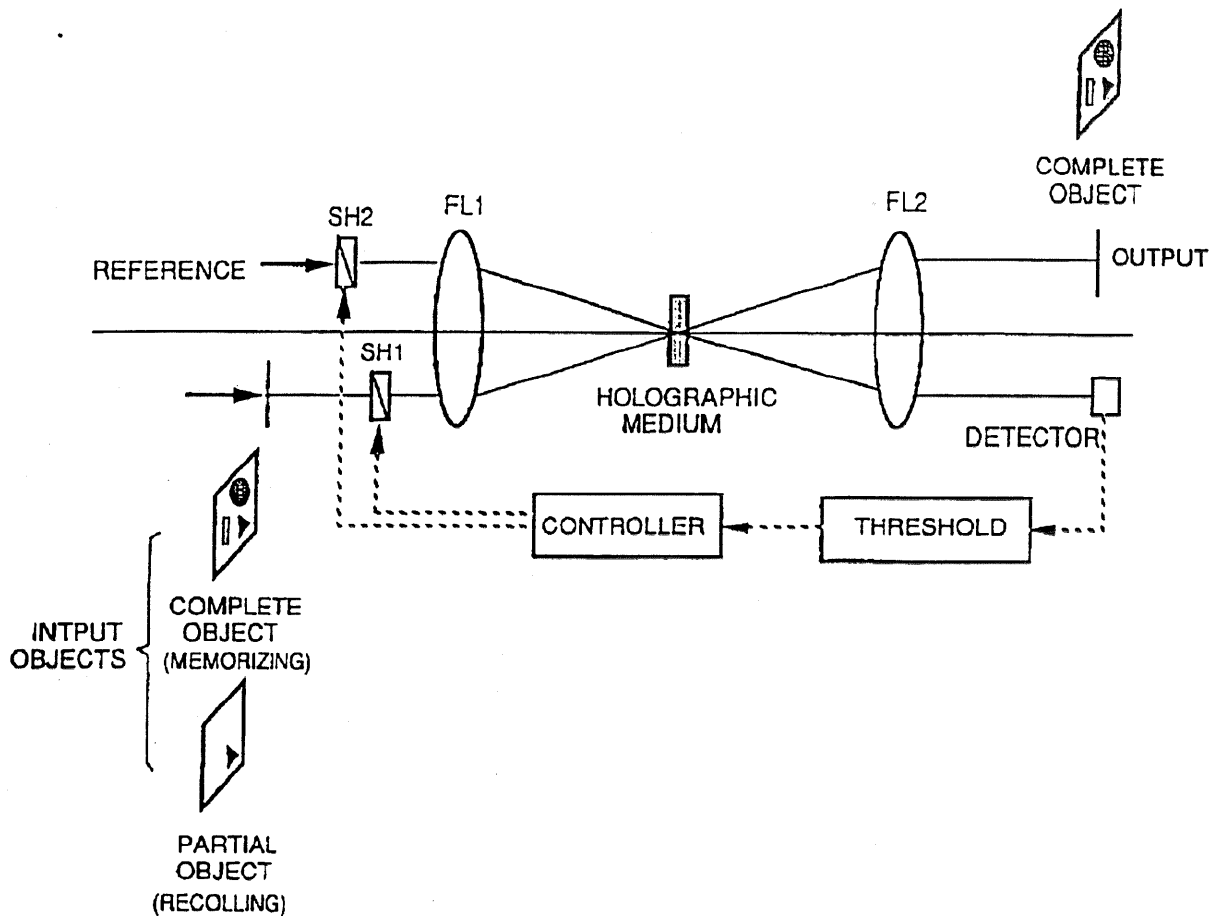 COMPLETE
OBJECT
SH2
FL1
FL2
REFERENCE
OUTPUT
SH1
HOLOGRAPHIC
MEDIUM
DETECTOR
CONTROLLER
THRESHOLD
INTPUT
OBJECTS
COMPLETE
OBJECT
(MEMORIZING)
PARTIAL
OBJECT
(RECOLLING)